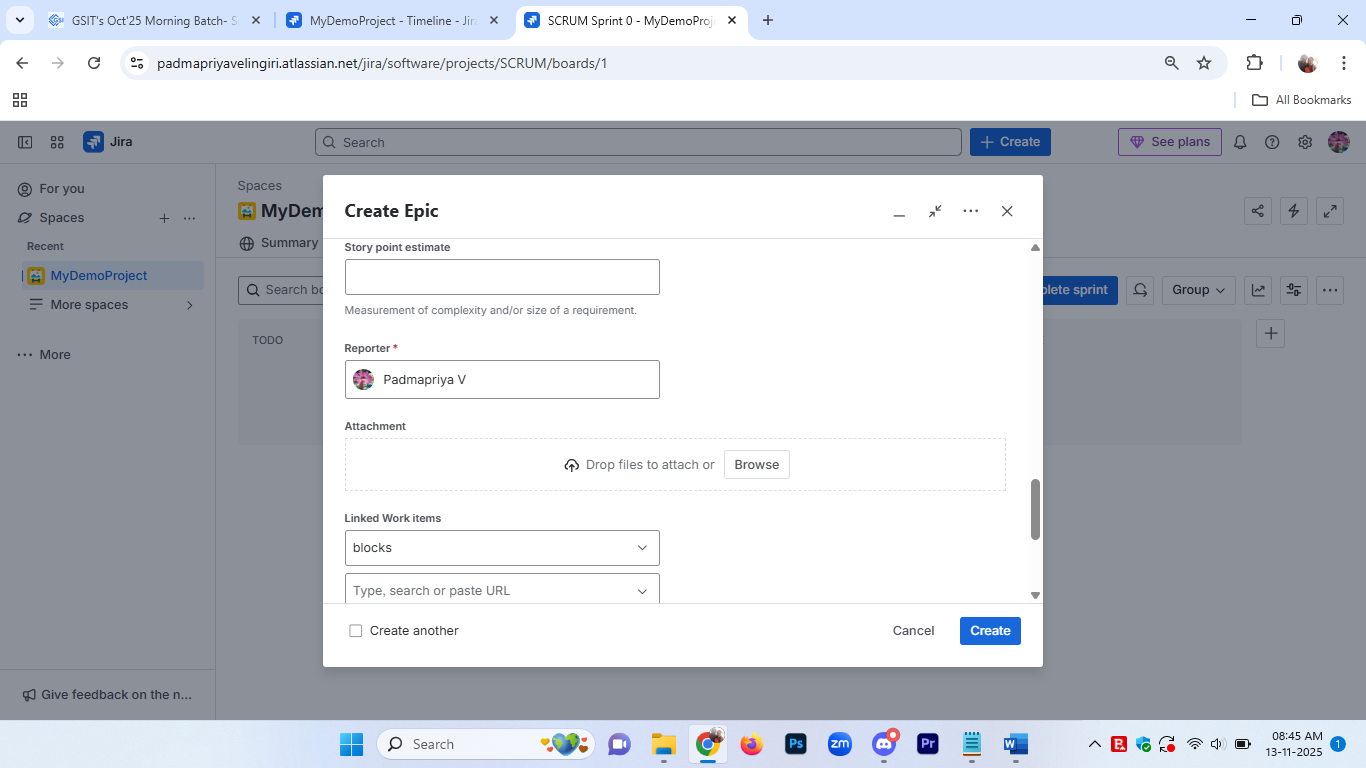 GSIT's Oct'25 Morning Batch- S
MyDemoProject - Timeline - Jir
SCRUM Sprint 0 - MyDemoProj
padmapriyavelingiri.atlassian.net/jira/software/projects/SCRUM/boards/1
All Bookmarks
Jira
Search
Create
See plans
For you
Spaces
Recent
MyDemoProject
More spaces
More
Give feedback on the n...
Spaces
MyDem
Summary
Search bo
plete sprint
Group
TODO
Create Epic
Story point estimate
Measurement of complexity and/or size of a requirement.
Reporter *
Padmapriya V
Attachment
Drop files to attach or Browse
Linked Work items
blocks
Type, search or paste URL
Create another
Cancel
Create
Search
zm
Ps
Pr
W
08:45 AM
13-11-2025
1